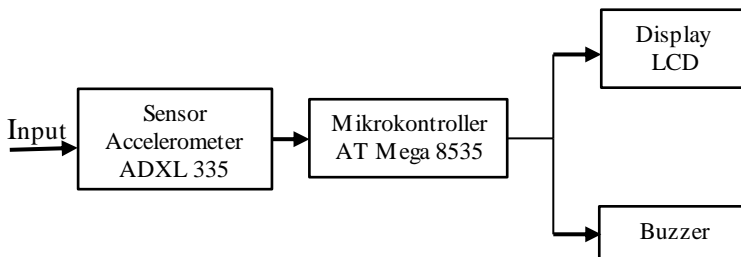 Input
Sensor
Accelerometer
ADXL 335
Mikrokontroller
AT Mega 8535
Display
LCD
Buzzer